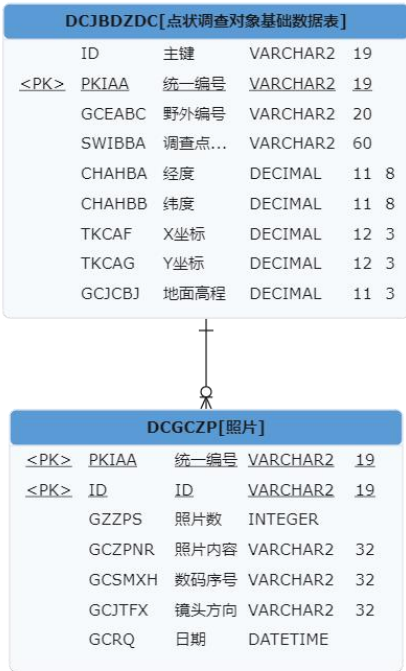 DCJBDZDC[点状调查对象基础数据表]
ID 主键 VARCHAR2 19
<PK> PKIAA 统一编号 VARCHAR2 19
GCEABC 野外编号 VARCHAR2 20
SWIBBA 调查点... VARCHAR2 60
CHAHBA 经度 DECIMAL 11 8
CHAHBB 纬度 DECIMAL 11 8
TKCAF X坐标 DECIMAL 12 3
TKCAG Y坐标 DECIMAL 12 3
GCJCBJ 地面高程 DECIMAL 11 3
DCGCZP[照片]
<PK> PKIAA 统一编号 VARCHAR2 19
<PK> ID ID VARCHAR2 19
GZZPS 照片数 INTEGER
GCZPNR 照片内容 VARCHAR2 32
GCSMXH 数码序号 VARCHAR2 32
GCJTFX 镜头方向 VARCHAR2 32
GCRQ 日期 DATETIME